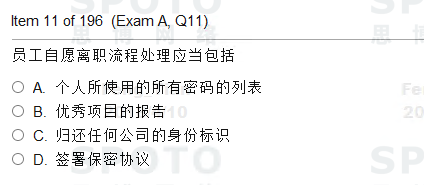 Item 11 of 196 (Exam A, Q11)
员工自愿离职流程处理应当包括
A. 个人所使用的所有密码的列表
B. 优秀项目的报告
C. 归还任何公司的身份标识
D. 签署保密协议
SPOTO